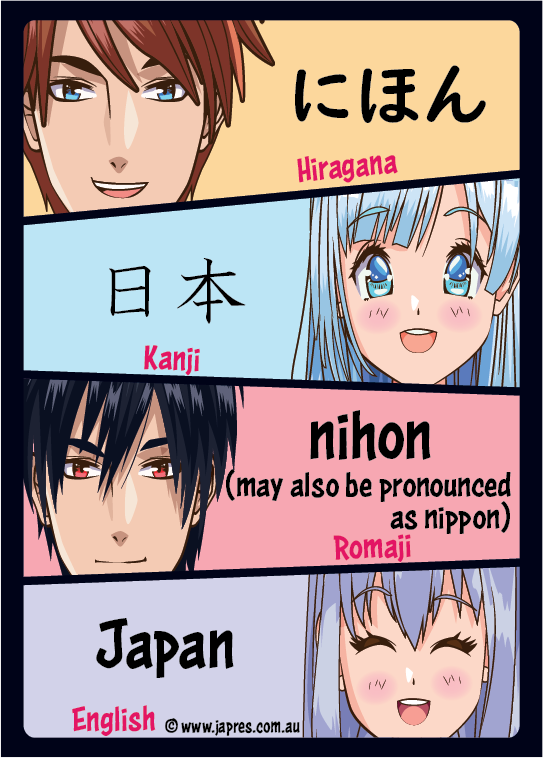 にほん
Hiragana
日本
Kanji
nihon
(may also be pronounced
as nippon)
Romaji
Japan
English © www.japres.com.au